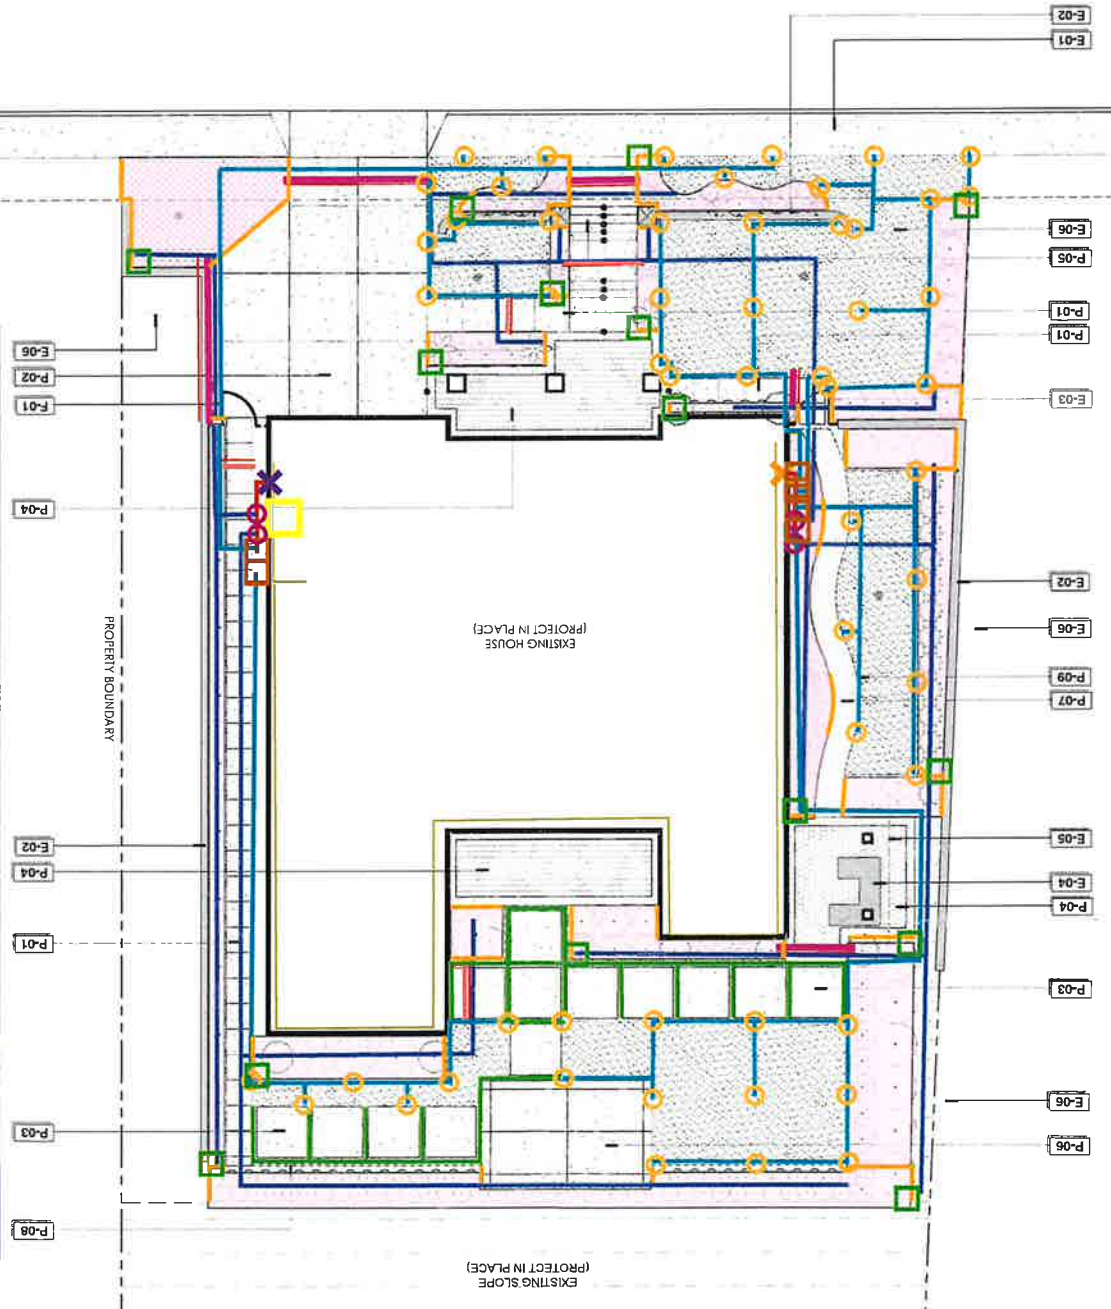 E-02
E-01
E-06
P-05
P-01
P-01
E-03
E-06
P-02
F-01
P-04
EXISTING HOUSE
(PROTECT IN PLACE)
PROPERTY BOUNDARY
E-02
E-06
P-09
P-07
E-02
P-04
P-01
E-05
E-04
P-04
P-03
P-03
E-06
P-06
P-08
EXISTING SLOPE
(PROTECT IN PLACE)